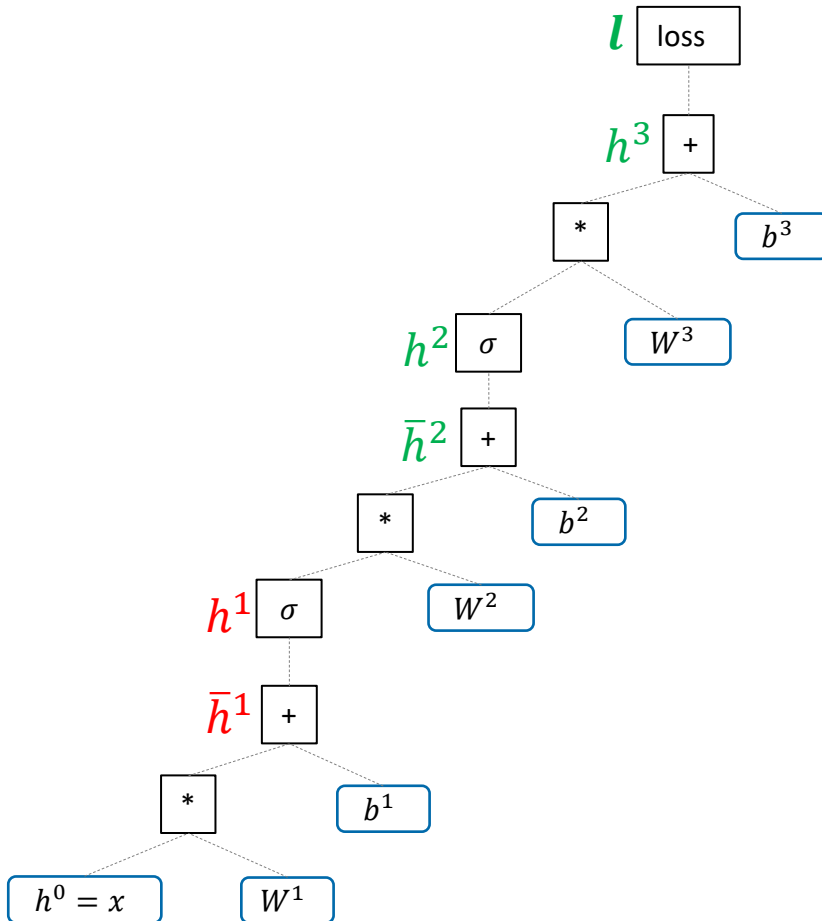 l loss
h³ +
* b³
h² σ W³
h̄² +
* b²
h¹ σ W²
h̄¹ +
* b¹
h⁰ = x W¹